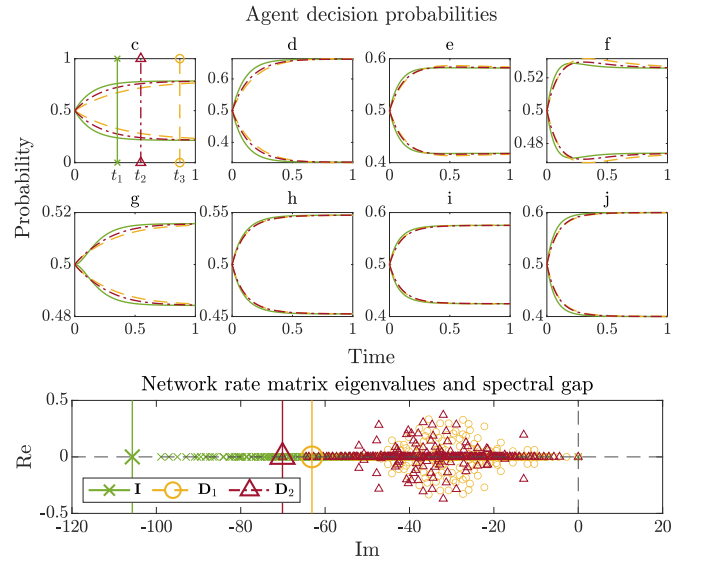 Agent decision probabilities
c d e f
1 0.5 0
t₁ t₂ t₃
0 1
0.6 0.4
0 0.5 1
0.6 0.5 0.4
0 0.5 1
0.52 0.5 0.48
0 0.5 1
Probability
g h i j
0.52 0.5 0.48
0 0.5 1
0.55 0.5 0.45
0 0.5 1
0.6 0.5 0.4
0 0.5 1
0.6 0.5 0.4
0 0.5 1
Time
Network rate matrix eigenvalues and spectral gap
0.5
Re 0
I D₁ D₂
-0.5
-120 -100 -80 -60 -40 -20 0 20
Im